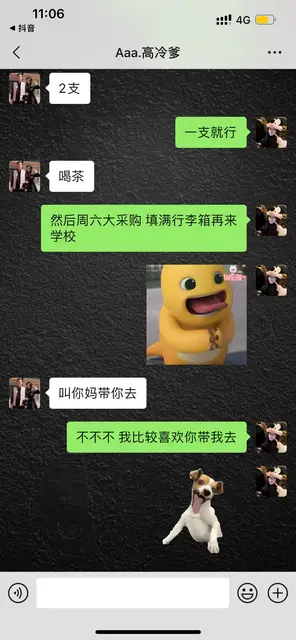 11:06
4G
抖音
Aaa.高冷爹
2支
一支就行
喝茶
然后周六大采购 填满行李箱再来
学校
WEN
叫你妈带你去
不不不 我比较喜欢你带我去